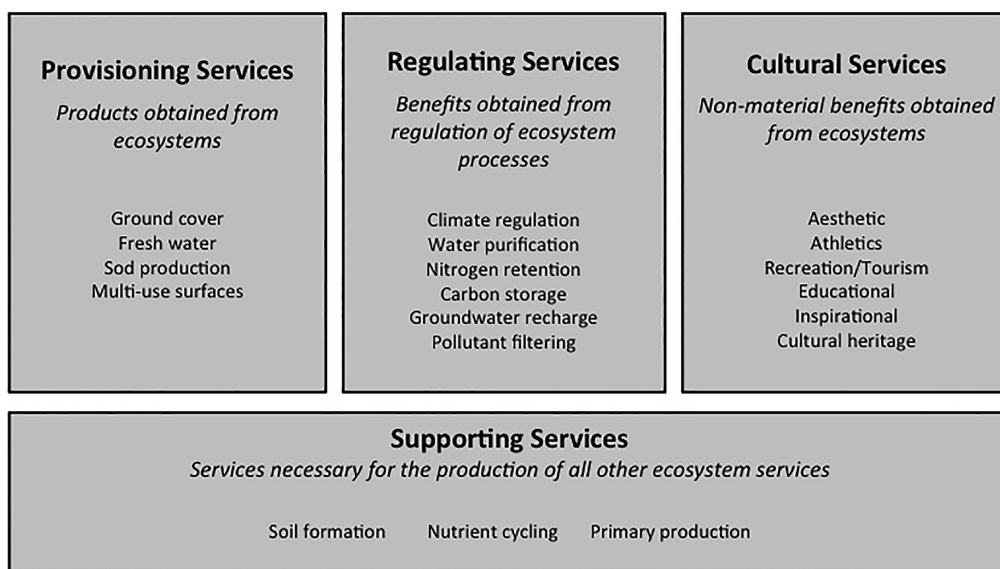 Provisioning Services
Products obtained from
ecosystems
Ground cover
Fresh water
Sod production
Multi-use surfaces
Regulating Services
Benefits obtained from
regulation of ecosystem
processes
Climate regulation
Water purification
Nitrogen retention
Carbon storage
Groundwater recharge
Pollutant filtering
Cultural Services
Non-material benefits obtained
from ecosystems
Aesthetic
Athletics
Recreation/Tourism
Educational
Inspirational
Cultural heritage
Supporting Services
Services necessary for the production of all other ecosystem services
Soil formation Nutrient cycling Primary production